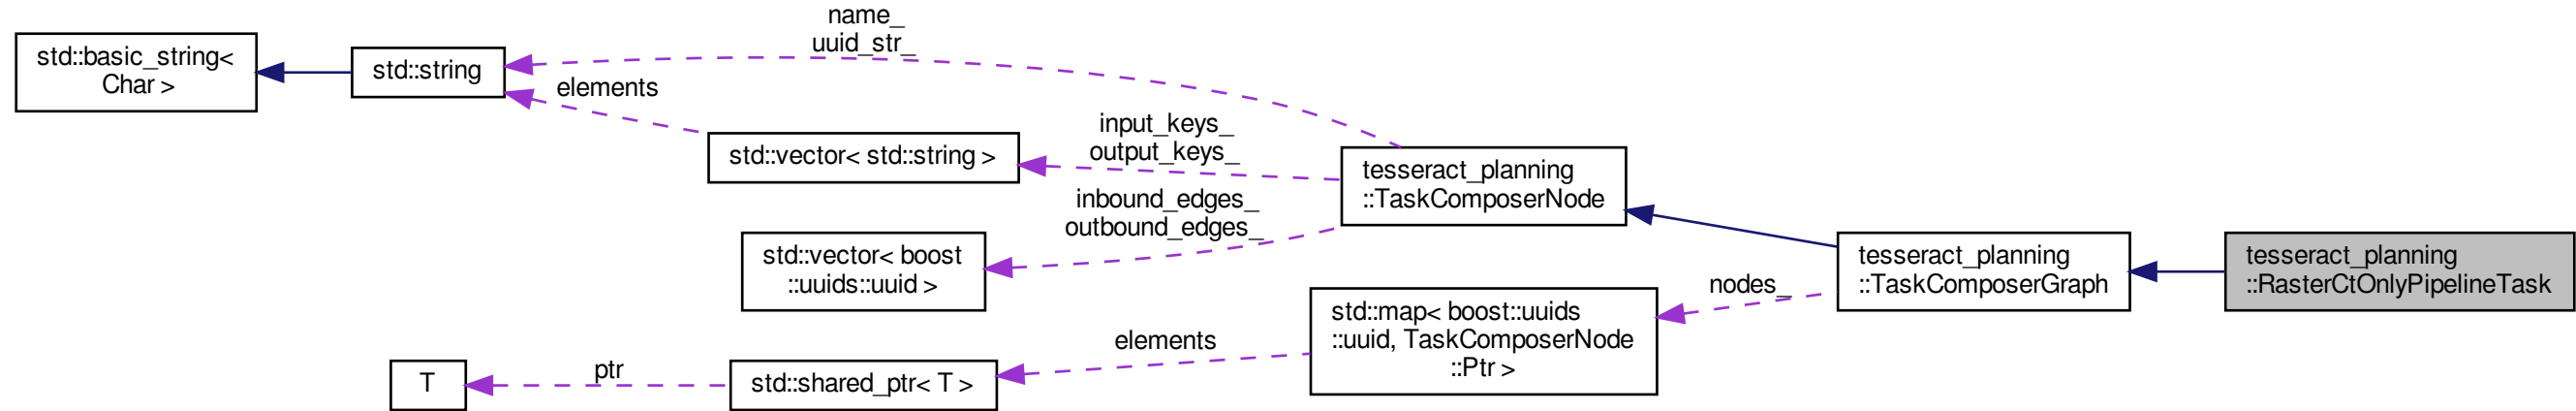 name_
uuid_str_
std::basic_string<
Char >
std::string
elements
std::vector< std::string >
input_keys_
output_keys_
tesseract_planning
::TaskComposerNode
inbound_edges_
outbound_edges_
std::vector< boost
::uuids::uuid >
tesseract_planning
::TaskComposerGraph
tesseract_planning
::RasterCtOnlyPipelineTask
nodes_
std::map< boost::uuids
::uuid, TaskComposerNode
::Ptr >
elements
std::shared_ptr< T >
ptr
T